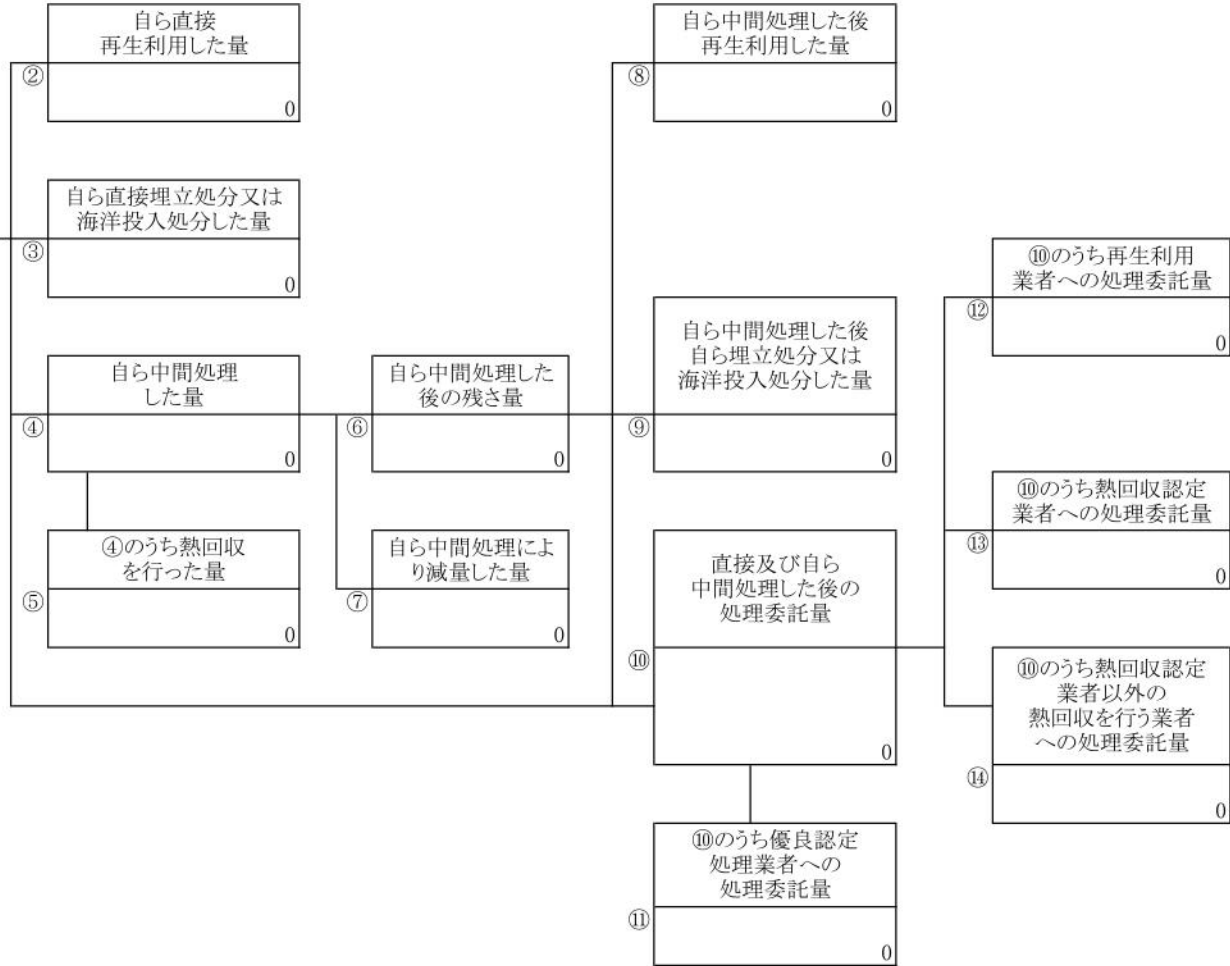 自ら直接
再生利用した量
②
0
自ら直接埋立処分又は
海洋投入処分した量
③
0
自ら中間処理
した量
④
0
④のうち熱回収
を行った量
⑤
0
自ら中間処理した
後の残さ量
⑥
0
自ら中間処理によ
り減量した量
⑦
0
自ら中間処理した後
再生利用した量
⑧
0
自ら中間処理した後
自ら埋立処分又は
海洋投入処分した量
⑨
0
直接及び自ら
中間処理した後の
処理委託量
⑩
0
⑩のうち優良認定
処理業者への
処理委託量
⑪
0
⑩のうち再生利用
業者への処理委託量
⑫
0
⑩のうち熱回収認定
業者への処理委託量
⑬
0
⑩のうち熱回収認定
業者以外の
熱回収を行う業者
への処理委託量
⑭
0